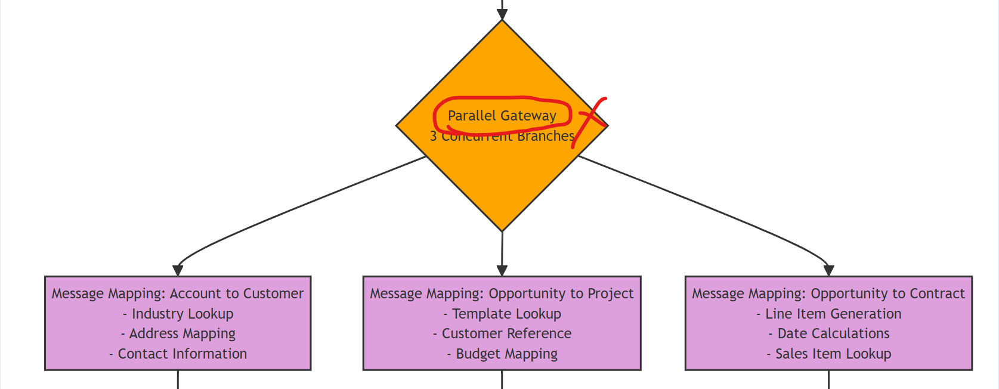 Parallel Gateway
3 Concurrent Branches
Message Mapping: Account to Customer
- Industry Lookup
- Address Mapping
- Contact Information
Message Mapping: Opportunity to Project
- Template Lookup
- Customer Reference
- Budget Mapping
Message Mapping: Opportunity to Contract
- Line Item Generation
- Date Calculations
- Sales Item Lookup